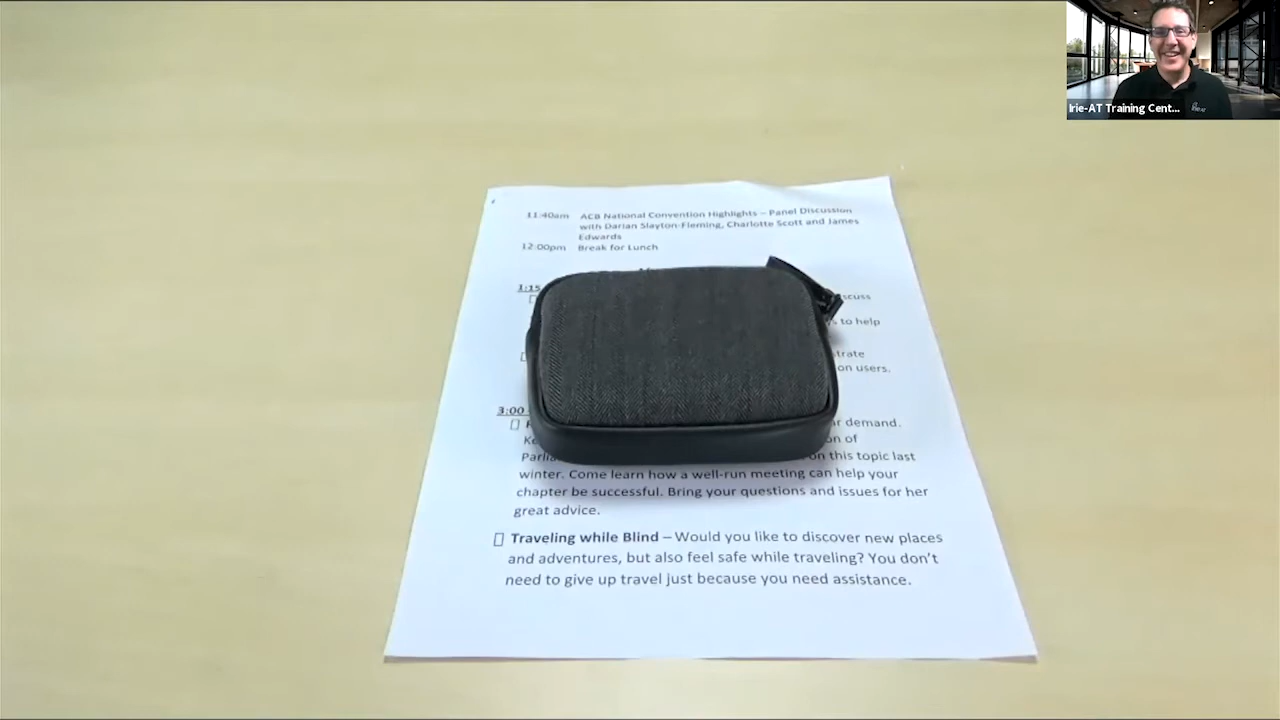 Irie-AT Training Cent...
11:40am ACB National Convention Highlights – Panel Discussion
with Darian Slayton-Fleming, Charlotte Scott and James
Edwards
12:00pm Break for Lunch
1:15
scuss
s to help
strate
on users.
3:00
r demand.
on of
on this topic last
winter. Come learn how a well-run meeting can help your
chapter be successful. Bring your questions and issues for her
great advice.
Traveling while Blind – Would you like to discover new places
and adventures, but also feel safe while traveling? You don't
need to give up travel just because you need assistance.